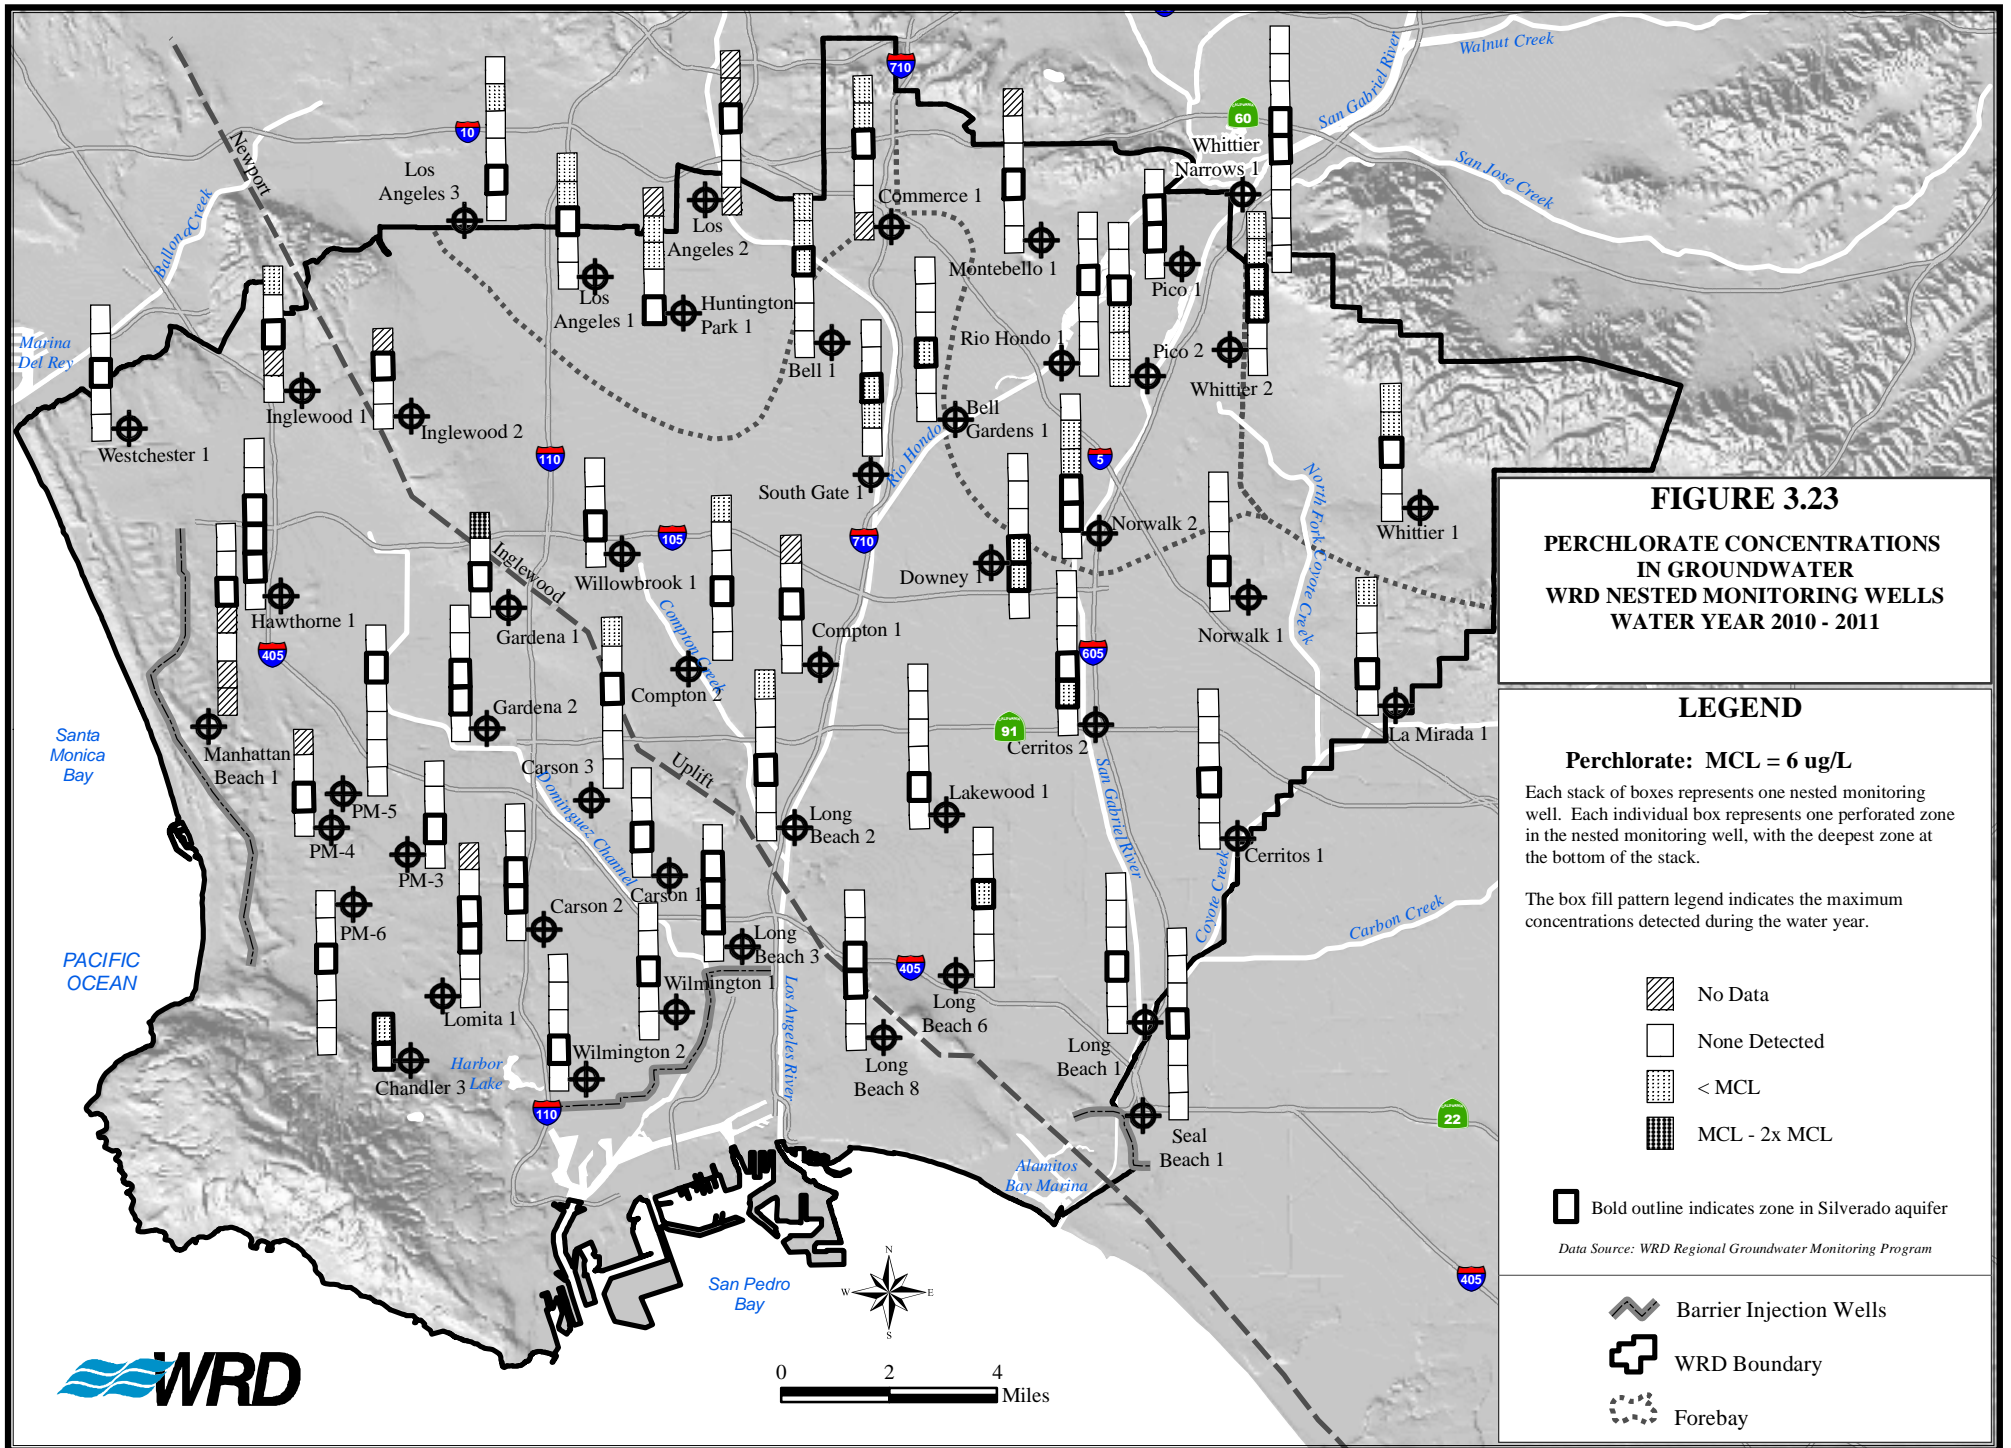 FIGURE 3.23
PERCHLORATE CONCENTRATIONS
IN GROUNDWATER
WRD NESTED MONITORING WELLS
WATER YEAR 2010 - 2011
LEGEND
Perchlorate: MCL = 6 ug/L
Each stack of boxes represents one nested monitoring
well. Each individual box represents one perforated zone
in the nested monitoring well, with the deepest zone at
the bottom of the stack.
The box fill pattern legend indicates the maximum
concentrations detected during the water year.
No Data
None Detected
< MCL
MCL - 2x MCL
Bold outline indicates zone in Silverado aquifer
Data Source: WRD Regional Groundwater Monitoring Program
Barrier Injection Wells
WRD Boundary
Forebay
710
Walnut Creek
San Gabriel River
CALIFORNIA
60
10
Newport
Los
Angeles 3
Whittier
Narrows 1
San Jose Creek
Ballona Creek
Commerce 1
Los
Angeles 2
Montebello 1
Pico 1
Los
Angeles 1
Huntington
Park 1
Marina
Del Rey
Bell 1
Rio Hondo 1
Pico 2
Whittier 2
Inglewood 1
Inglewood 2
Westchester 1
Bell
Gardens 1
Rio Hondo
110
5
South Gate 1
North Fork Coyote Creek
Whittier 1
Norwalk 2
105
710
Inglewood
Willowbrook 1
Downey 1
Hawthorne 1
Gardena 1
Compton Creek
Compton 1
Norwalk 1
405
605
Compton 2
Gardena 2
CALIFORNIA
91
Cerritos 2
La Mirada 1
Santa
Monica
Bay
Manhattan
Beach 1
Carson 3
Uplift
Dominguez Channel
San Gabriel River
Lakewood 1
PM-5
PM-4
Long
Beach 2
PM-3
Cerritos 1
Carson 1
Coyote Creek
Carson 2
PM-6
Carbon Creek
Long
Beach 3
PACIFIC
OCEAN
405
Wilmington 1
Los Angeles River
Long
Beach 6
Lomita 1
Wilmington 2
Long
Beach 1
Harbor
Lake
Chandler 3
Long
Beach 8
110
CALIFORNIA
22
Seal
Beach 1
Alamitos
Bay Marina
San Pedro
Bay
N
W
E
S
405
WRD
0 2 4
Miles